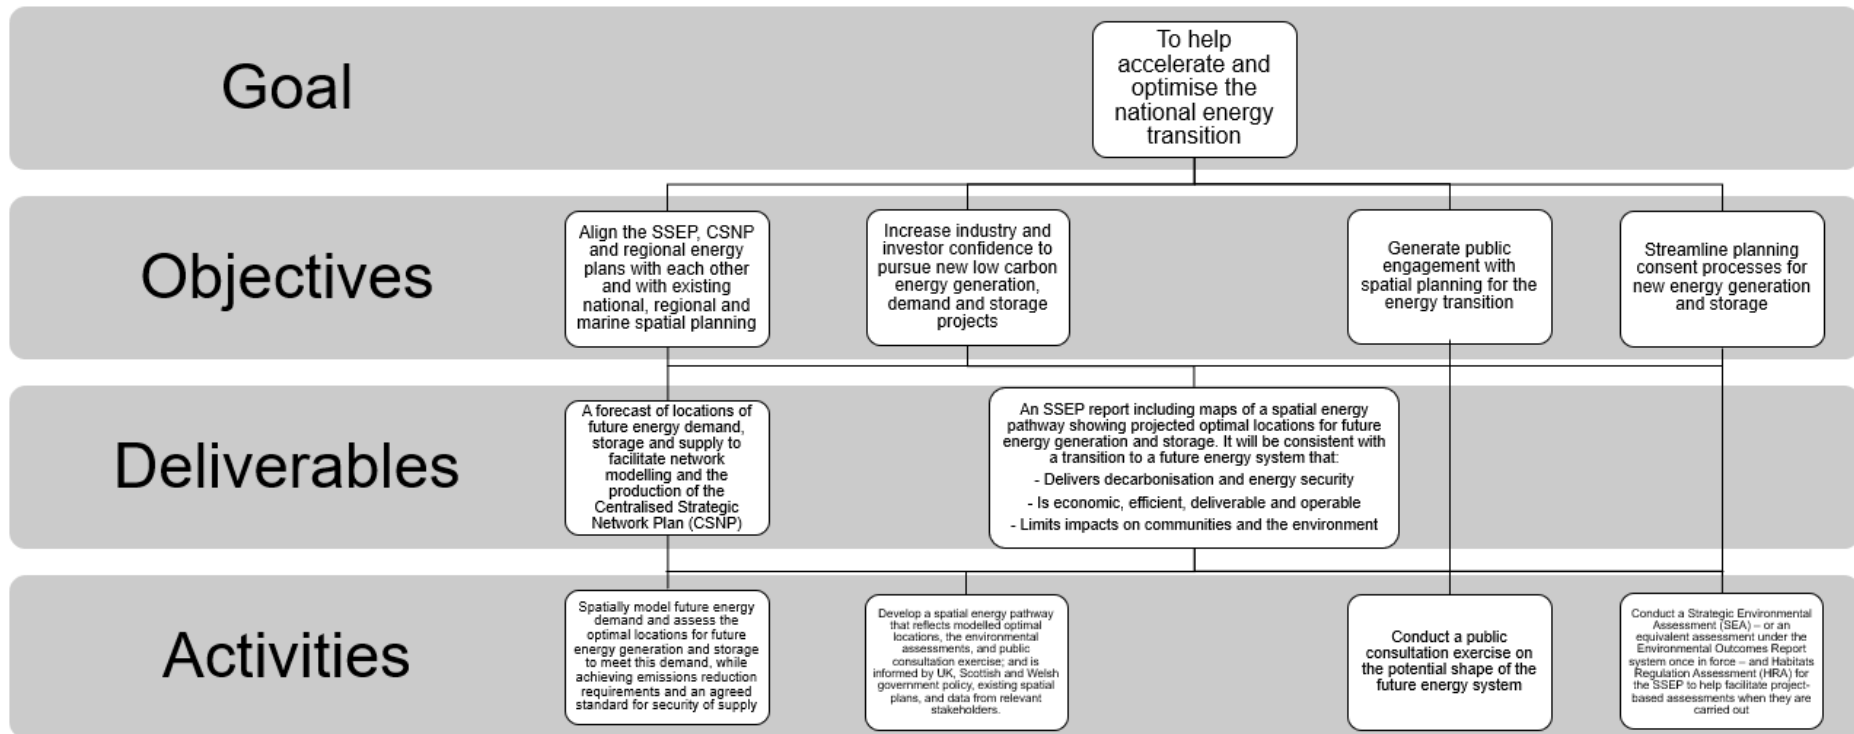 Goal
To help
accelerate and
optimise the
national energy
transition
Objectives
Align the SSEP, CSNP
and regional energy
plans with each other
and with existing
national, regional and
marine spatial planning
Increase industry and
investor confidence to
pursue new low carbon
energy generation,
demand and storage
projects
Generate public
engagement with
spatial planning for the
energy transition
Streamline planning
consent processes for
new energy generation
and storage
Deliverables
A forecast of locations of
future energy demand,
storage and supply to
facilitate network
modelling and the
production of the
Centralised Strategic
Network Plan (CSNP)
An SSEP report including maps of a spatial energy
pathway showing projected optimal locations for future
energy generation and storage. It will be consistent with
a transition to a future energy system that:
- Delivers decarbonisation and energy security
- Is economic, efficient, deliverable and operable
- Limits impacts on communities and the environment
Activities
Spatially model future energy
demand and assess the
optimal locations for future
energy generation and storage
to meet this demand, while
achieving emissions reduction
requirements and an agreed
standard for security of supply
Develop a spatial energy pathway
that reflects modelled optimal
locations, the environmental
assessments, and public
consultation exercise; and is
informed by UK, Scottish and Welsh
government policy, existing spatial
plans, and data from relevant
stakeholders.
Conduct a public
consultation exercise on
the potential shape of the
future energy system
Conduct a Strategic Environmental
Assessment (SEA) – or an
equivalent assessment under the
Environmental Outcomes Report
system once in force – and Habitats
Regulation Assessment (HRA) for
the SSEP to help facilitate project-
based assessments when they are
carried out